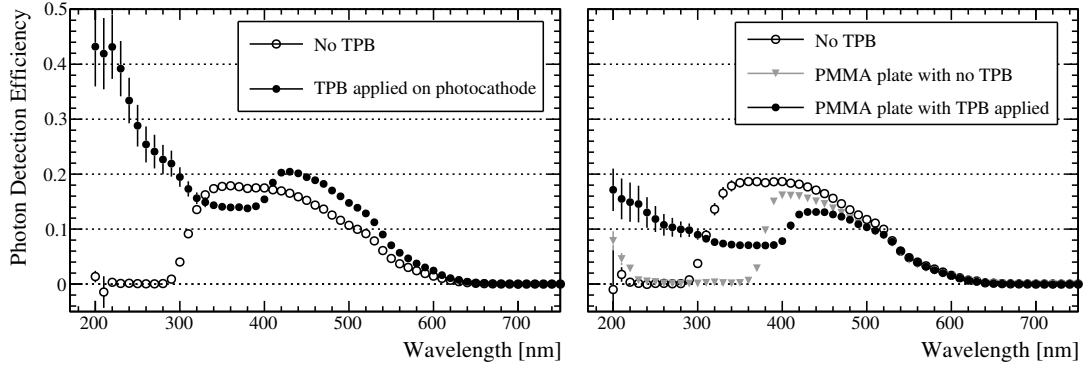 Photon Detection Efficiency
0.5
0.4
0.3
0.2
0.1
0
No TPB
TPB applied on photocathode
200 300 400 500 600 700
Wavelength [nm]
No TPB
PMMA plate with no TPB
PMMA plate with TPB applied
200 300 400 500 600 700
Wavelength [nm]